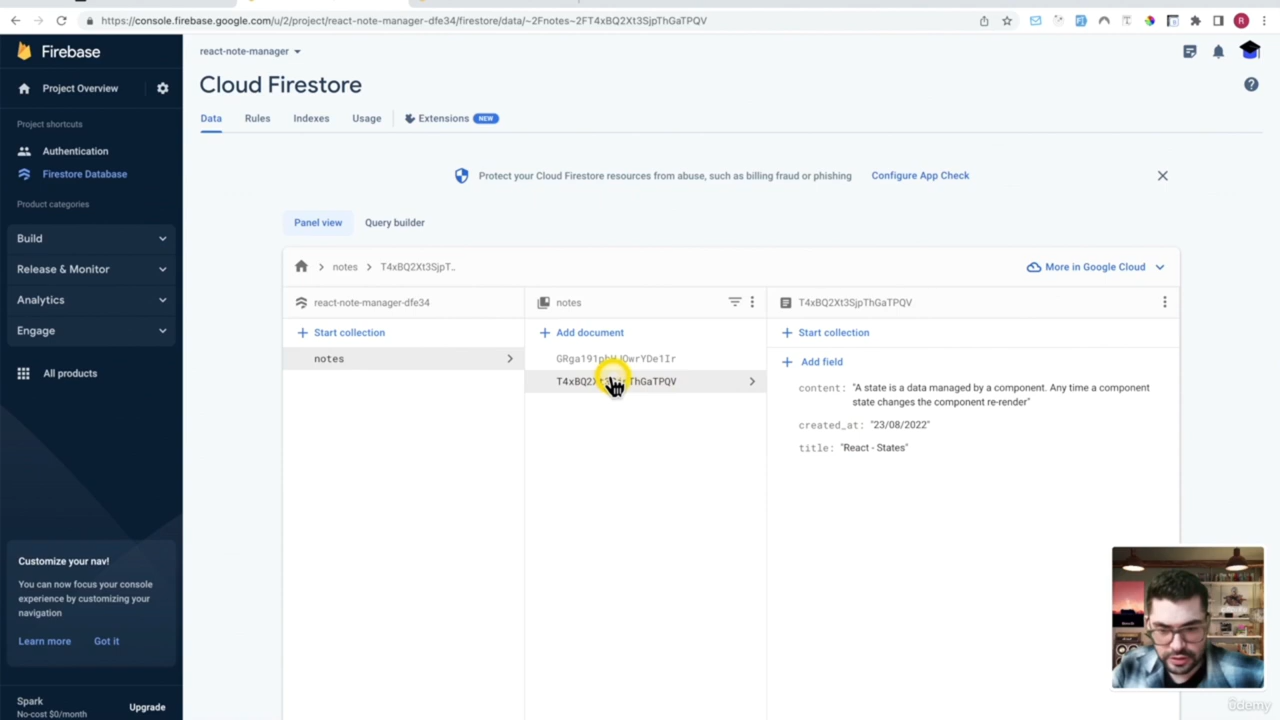 https://console.firebase.google.com/u/2/project/react-note-manager-dfe34/firestore/data/~2Fnotes~2FT4xBQ2Xt3SjpThGaTPQV
R
Firebase
react-note-manager
Project Overview
Cloud Firestore
Data Rules Indexes Usage Extensions NEW
Project shortcuts
Authentication
Firestore Database
Product categories
Build
Release & Monitor
Analytics
Engage
All products
Protect your Cloud Firestore resources from abuse, such as billing fraud or phishing Configure App Check
Panel view Query builder
notes T4xBQ2Xt3SjpT..
More in Google Cloud
react-note-manager-dfe34
Start collection
notes
notes
Add document
T4xBQ2Xt3SjpThGaTPQV
Start collection
Add field
content: "A state is a data managed by a component. Any time a component
state changes the component re-render"
created_at: "23/08/2022"
title: "React - States"
Customize your nav!
You can now focus your console
experience by customizing your
navigation
Learn more Got it
Spark
No-cost $0/month
Upgrade
ûdemy